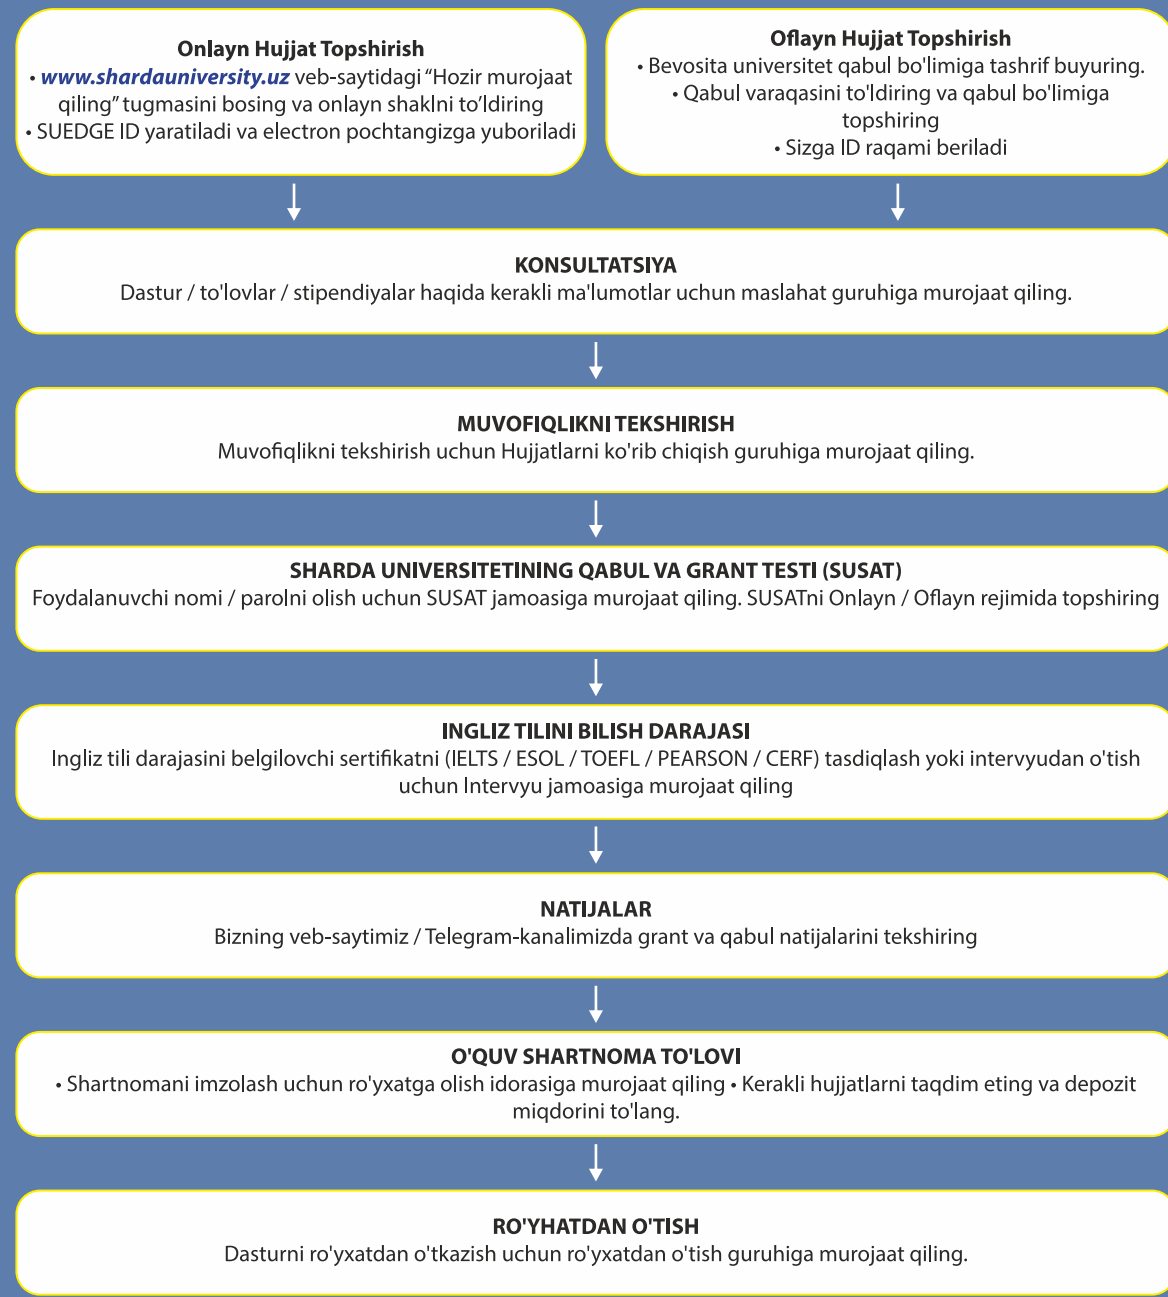 Onlayn Hujjat Topshirish
• www.shardauniversity.uz veb-saytidagi “Hozir murojaat
qiling” tugmasini bosing va onlayn shaklni to’ldiring
• SUEDGE ID yaratiladi va electron pochtangizga yuboriladi
Oflayn Hujjat Topshirish
• Bevosita universitet qabul bo'limiga tashrif buyuring.
• Qabul varaqasini to'ldiring va qabul bo'limiga
topshiring
• Sizga ID raqami beriladi
KONSULTATSIYA
Dastur / to'lovlar / stipendiyalar haqida kerakli ma'lumotlar uchun maslahat guruhiga murojaat qiling.
MUVOFIQLIKNI TEKSHIRISH
Muvofiqlikni tekshirish uchun Hujjatlarni ko'rib chiqish guruhiga murojaat qiling.
SHARDA UNIVERSITETINING QABUL VA GRANT TESTI (SUSAT)
Foydalanuvchi nomi / parolni olish uchun SUSAT jamoasiga murojaat qiling. SUSATni Onlayn / Oflayn rejimida topshiring
INGLIZ TILINI BILISH DARAJASI
Ingliz tili darajasini belgilovchi sertifikatni (IELTS / ESOL / TOEFL / PEARSON / CERF) tasdiqlash yoki intervyudan o'tish
uchun Intervyu jamoasiga murojaat qiling
NATIJALAR
Bizning veb-saytimiz / Telegram-kanalimizda grant va qabul natijalarini tekshiring
O'QUV SHARTNOMA TO'LOVI
• Shartnomani imzolash uchun ro'yxatga olish idorasiga murojaat qiling • Kerakli hujjatlarni taqdim eting va depozit
miqdorini to'lang.
RO'YHATDAN O'TISH
Dasturni ro'yxatdan o'tkazish uchun ro'yxatdan o'tish guruhiga murojaat qiling.